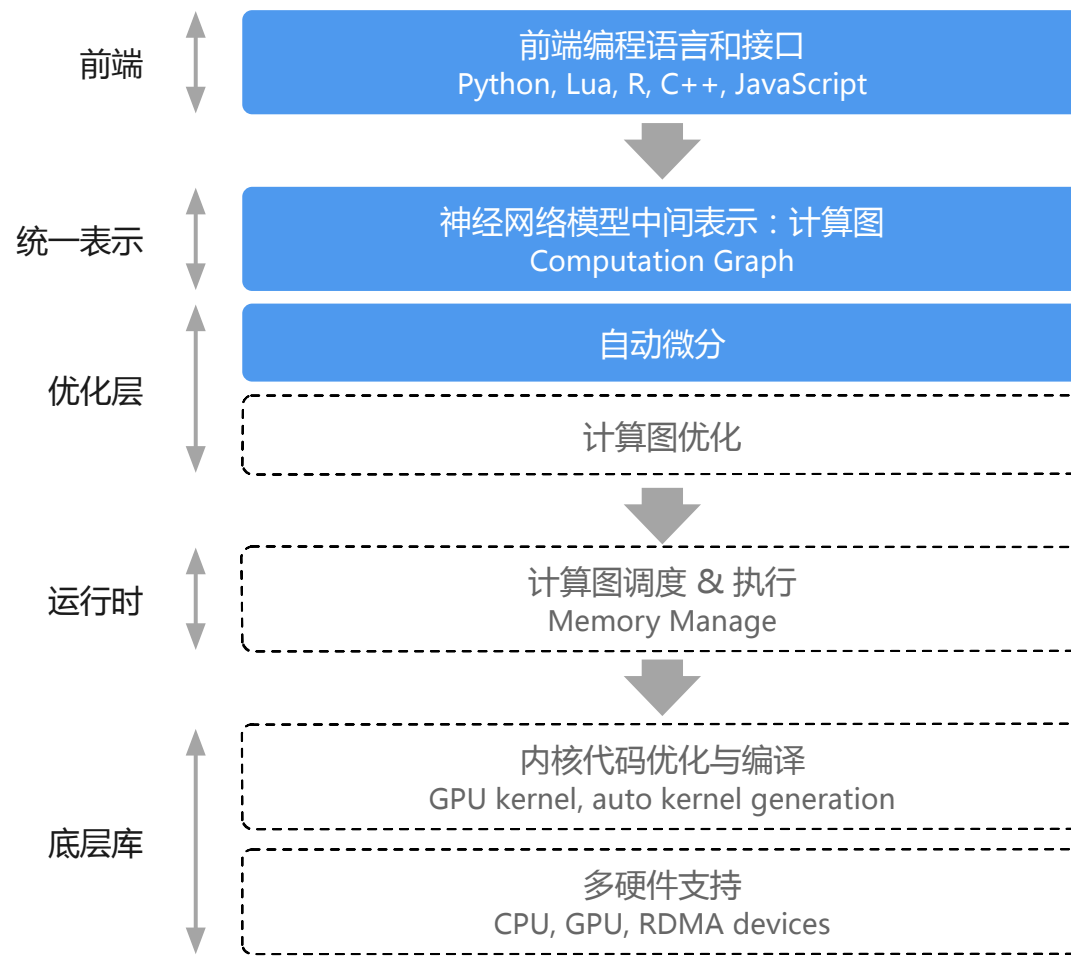 前端
前端编程语言和接口
Python, Lua, R, C++, JavaScript
统一表示
神经网络模型中间表示：计算图
Computation Graph
优化层
自动微分
计算图优化
运行时
计算图调度 & 执行
Memory Manage
底层库
内核代码优化与编译
GPU kernel, auto kernel generation
多硬件支持
CPU, GPU, RDMA devices